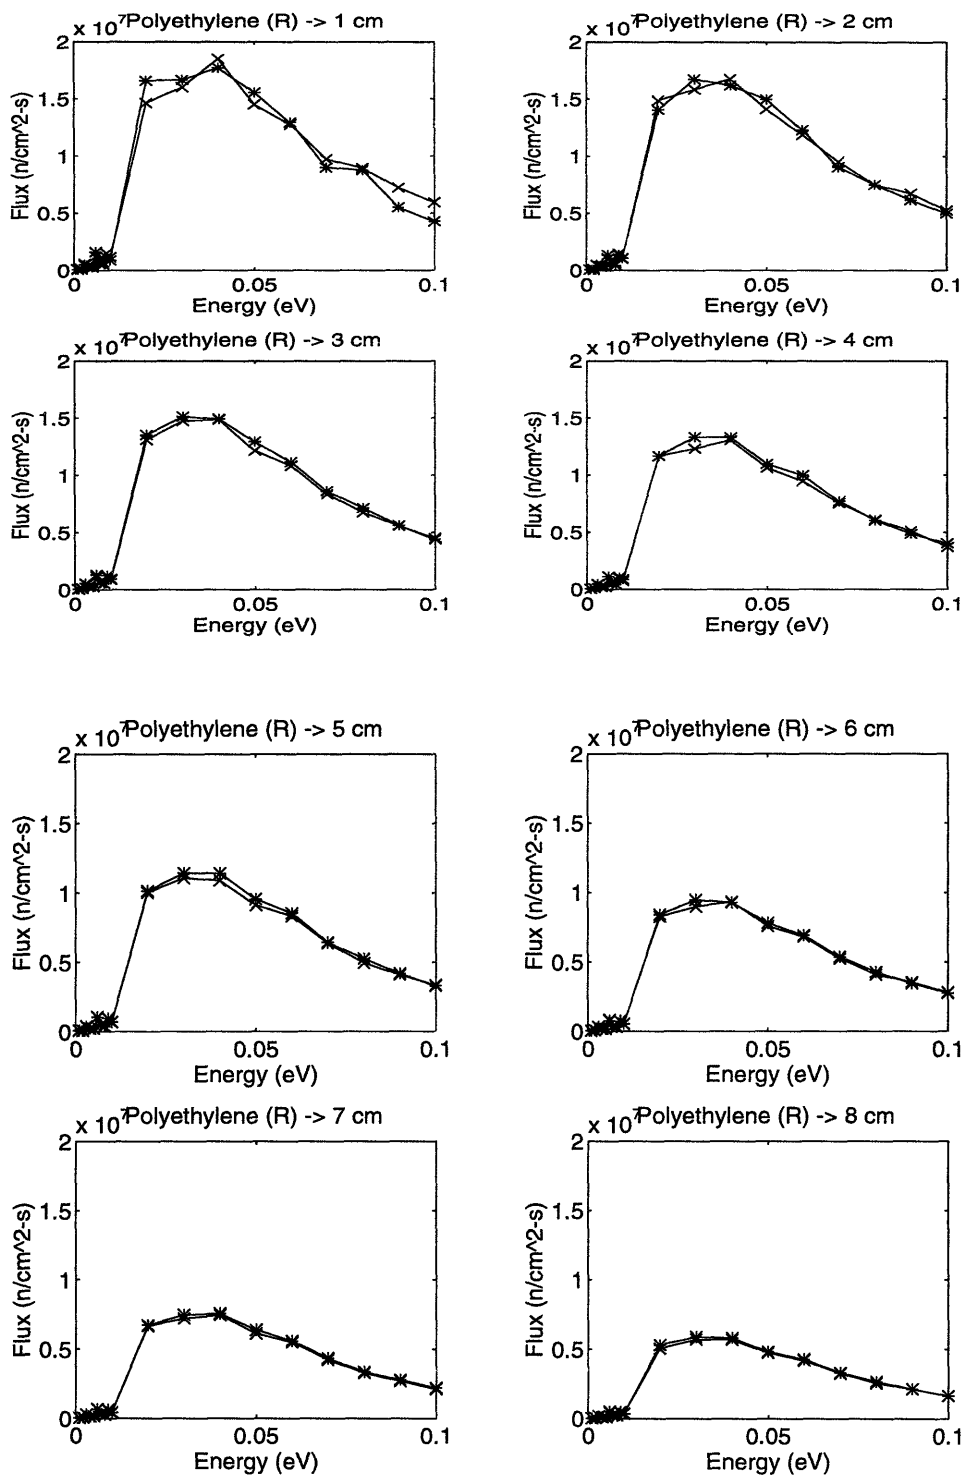 x 10^7 Polyethylene (R) -> 1 cm
2
1.5
1
0.5
0
Flux (n/cm^2-s)
0 0.05 0.1
Energy (eV)
x 10^7 Polyethylene (R) -> 2 cm
2
1.5
1
0.5
0
Flux (n/cm^2-s)
0 0.05 0.1
Energy (eV)
x 10^7 Polyethylene (R) -> 3 cm
2
1.5
1
0.5
0
Flux (n/cm^2-s)
0 0.05 0.1
Energy (eV)
x 10^7 Polyethylene (R) -> 4 cm
2
1.5
1
0.5
0
Flux (n/cm^2-s)
0 0.05 0.1
Energy (eV)
x 10^7 Polyethylene (R) -> 5 cm
2
1.5
1
0.5
0
Flux (n/cm^2-s)
0 0.05 0.1
Energy (eV)
x 10^7 Polyethylene (R) -> 6 cm
2
1.5
1
0.5
0
Flux (n/cm^2-s)
0 0.05 0.1
Energy (eV)
x 10^7 Polyethylene (R) -> 7 cm
2
1.5
1
0.5
0
Flux (n/cm^2-s)
0 0.05 0.1
Energy (eV)
x 10^7 Polyethylene (R) -> 8 cm
2
1.5
1
0.5
0
Flux (n/cm^2-s)
0 0.05 0.1
Energy (eV)